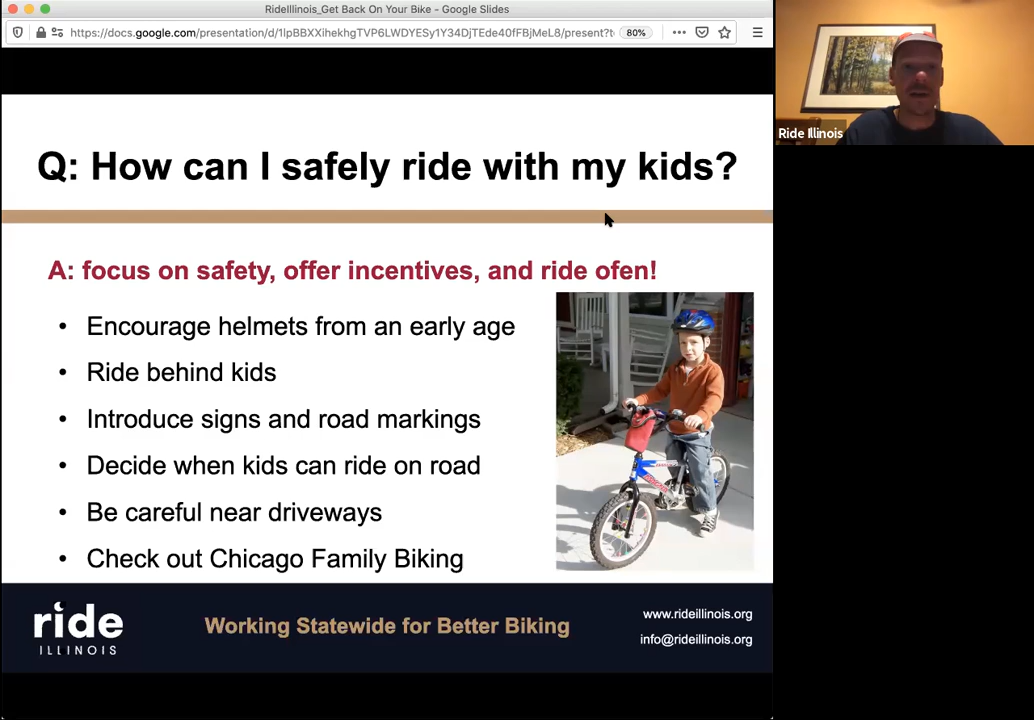 RideIllinois_Get Back On Your Bike - Google Slides
https://docs.google.com/presentation/d/1lpBBXXihekhgTVP6LWDYESy1Y34DjTEde40fFBjMeL8/present?t
80%
Ride Illinois
Q: How can I safely ride with my kids?
A: focus on safety, offer incentives, and ride ofen!
• Encourage helmets from an early age
• Ride behind kids
• Introduce signs and road markings
• Decide when kids can ride on road
• Be careful near driveways
• Check out Chicago Family Biking
ride
ILLINOIS
Working Statewide for Better Biking
www.rideillinois.org
info@rideillinois.org